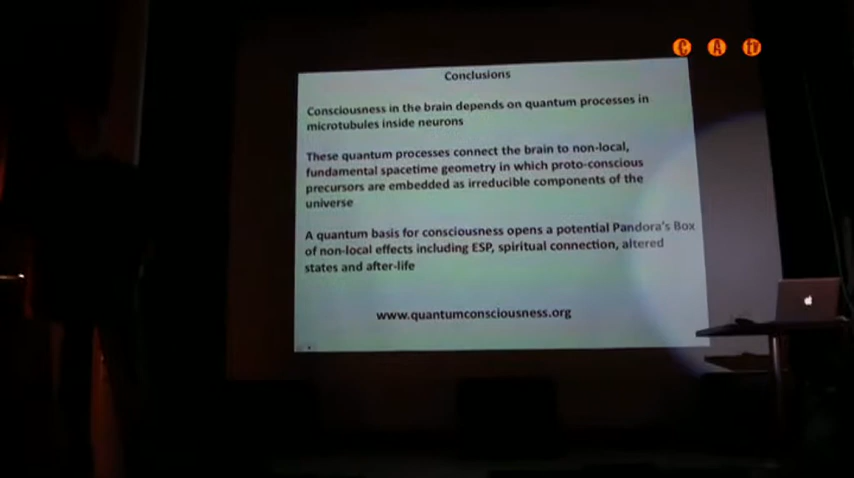 C A tv
Conclusions
Consciousness in the brain depends on quantum processes in
microtubules inside neurons
These quantum processes connect the brain to non-local,
fundamental spacetime geometry in which proto-conscious
precursors are embedded as irreducible components of the
universe
A quantum basis for consciousness opens a potential Pandora's Box
of non-local effects including ESP, spiritual connection, altered
states and after-life
www.quantumconsciousness.org